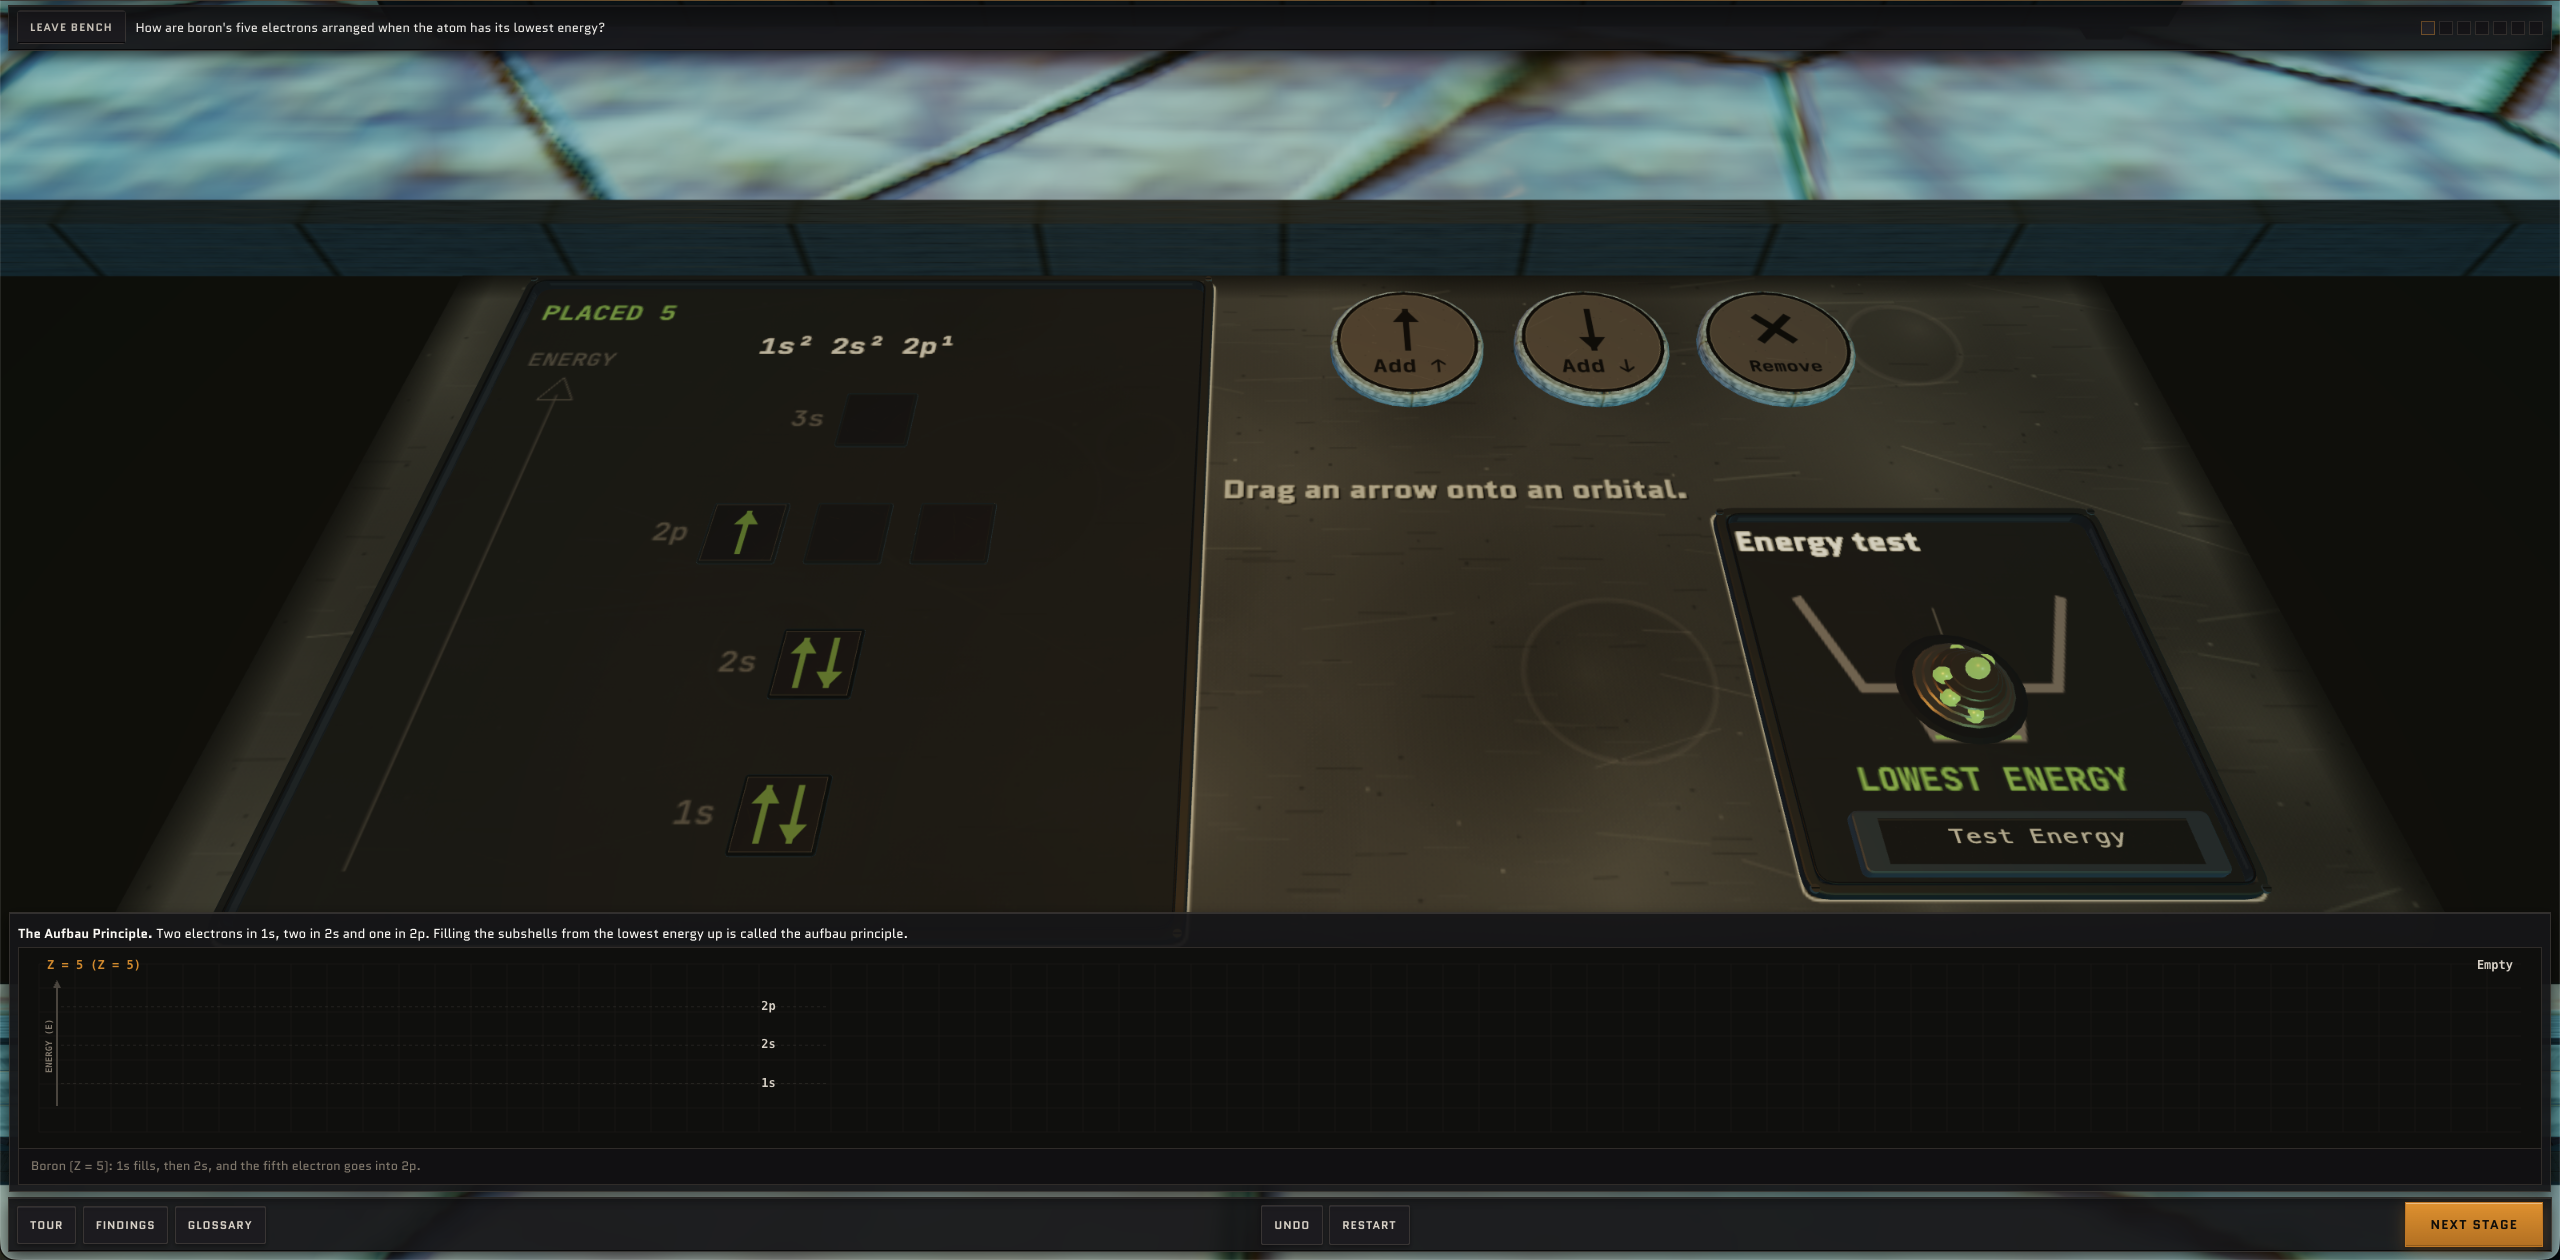 LEAVE BENCH
How are boron's five electrons arranged when the atom has its lowest energy?
PLACED 5
1s² 2s² 2p¹
ENERGY
3s
2p
2s
1s
Add ↑
Add ↓
Remove
Drag an arrow onto an orbital.
Energy test
LOWEST ENERGY
Test Energy
The Aufbau Principle. Two electrons in 1s, two in 2s and one in 2p. Filling the subshells from the lowest energy up is called the aufbau principle.
Z = 5 (Z = 5)
Empty
ENERGY (E)
2p
2s
1s
Boron (Z = 5): 1s fills, then 2s, and the fifth electron goes into 2p.
TOUR
FINDINGS
GLOSSARY
UNDO
RESTART
NEXT STAGE